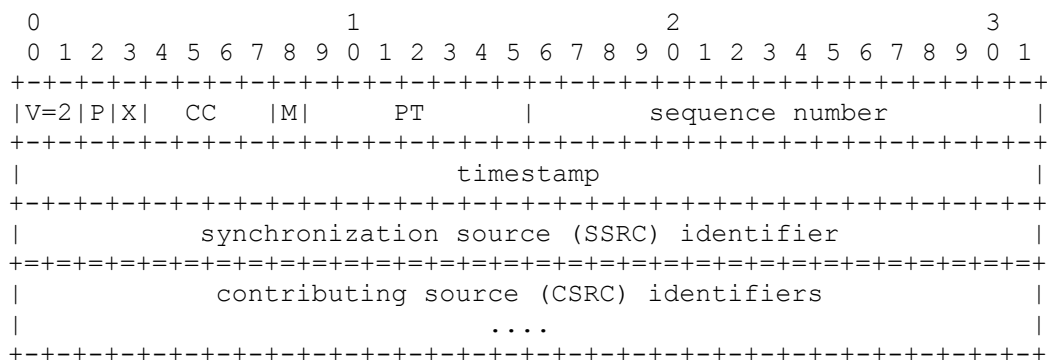 0                   1                   2                   3
 0 1 2 3 4 5 6 7 8 9 0 1 2 3 4 5 6 7 8 9 0 1 2 3 4 5 6 7 8 9 0 1
+-+-+-+-+-+-+-+-+-+-+-+-+-+-+-+-+-+-+-+-+-+-+-+-+-+-+-+-+-+-+-+-+
|V=2|P|X|  CC   |M|     PT      |       sequence number         |
+-+-+-+-+-+-+-+-+-+-+-+-+-+-+-+-+-+-+-+-+-+-+-+-+-+-+-+-+-+-+-+-+
|                           timestamp                           |
+-+-+-+-+-+-+-+-+-+-+-+-+-+-+-+-+-+-+-+-+-+-+-+-+-+-+-+-+-+-+-+-+
|           synchronization source (SSRC) identifier            |
+=+=+=+=+=+=+=+=+=+=+=+=+=+=+=+=+=+=+=+=+=+=+=+=+=+=+=+=+=+=+=+=+
|            contributing source (CSRC) identifiers             |
|                             ....                              |
+-+-+-+-+-+-+-+-+-+-+-+-+-+-+-+-+-+-+-+-+-+-+-+-+-+-+-+-+-+-+-+-+